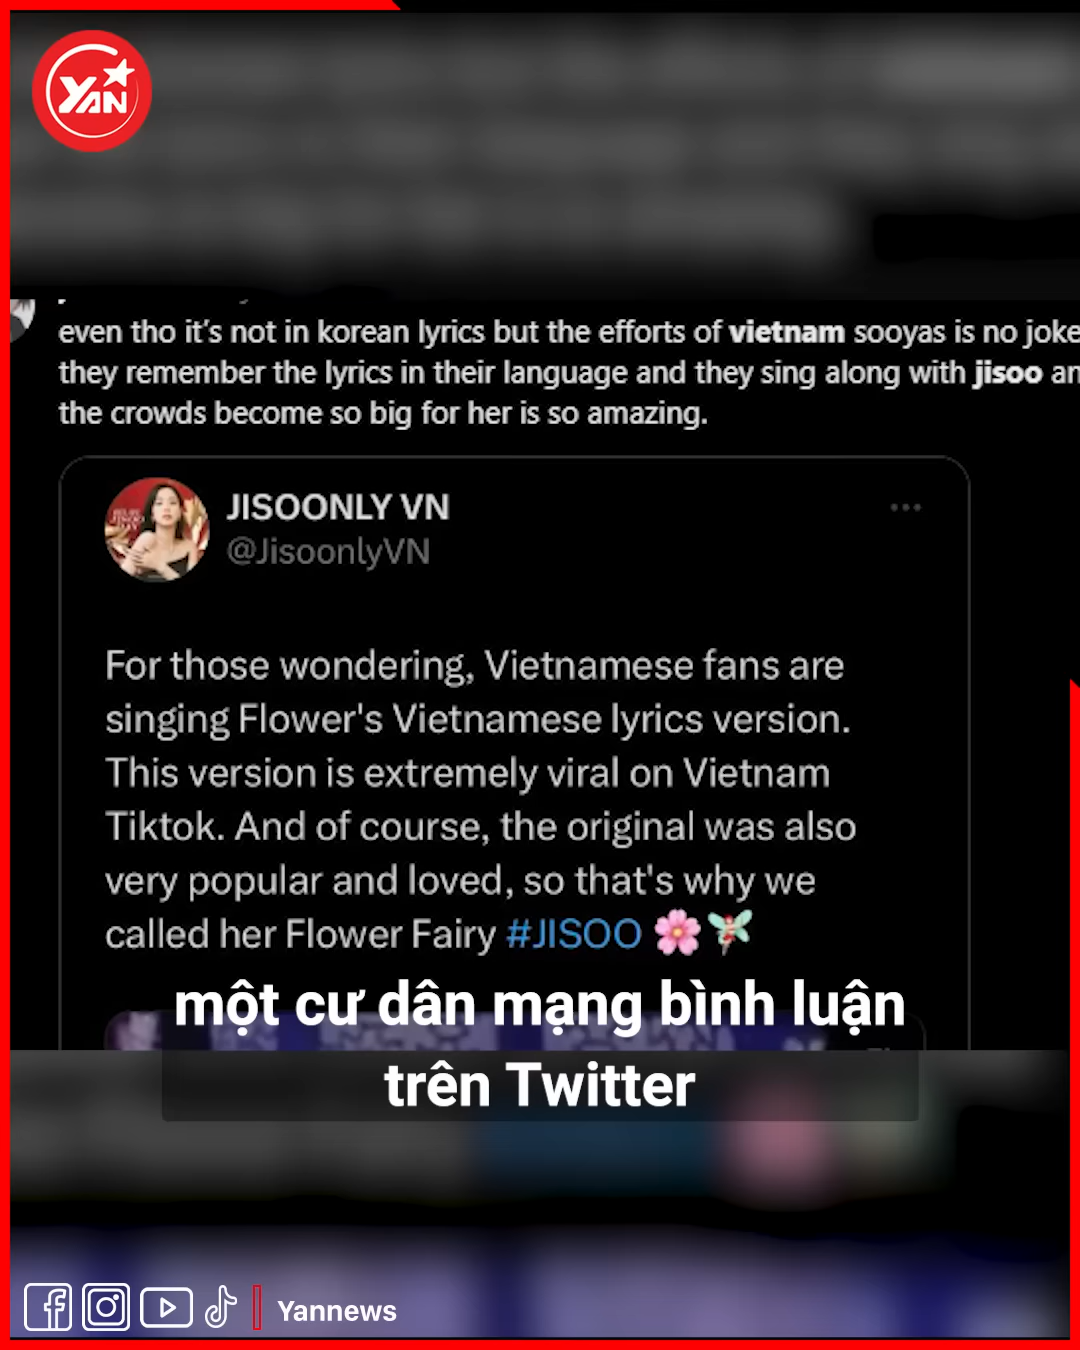 YAN
even tho it's not in korean lyrics but the efforts of vietnam sooyas is no joke
they remember the lyrics in their language and they sing along with jisoo an
the crowds become so big for her is so amazing.
JISOONLY VN
@JisoonlyVN
For those wondering, Vietnamese fans are
singing Flower's Vietnamese lyrics version.
This version is extremely viral on Vietnam
Tiktok. And of course, the original was also
very popular and loved, so that's why we
called her Flower Fairy #JISOO 🌸🧚
một cư dân mạng bình luận
trên Twitter
Yannews